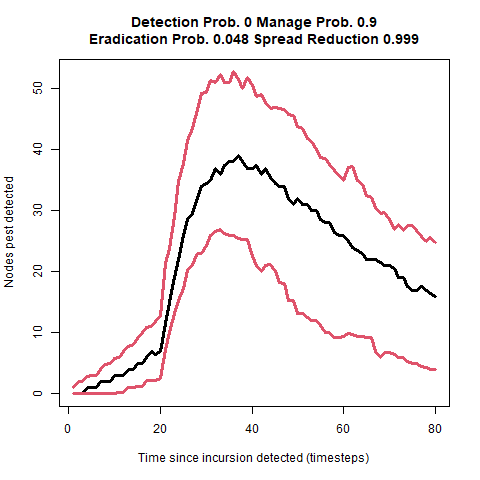 Detection Prob. 0 Manage Prob. 0.9
Eradication Prob. 0.048 Spread Reduction 0.999
Nodes pest detected
50
40
30
20
10
0
0 20 40 60 80
Time since incursion detected (timesteps)